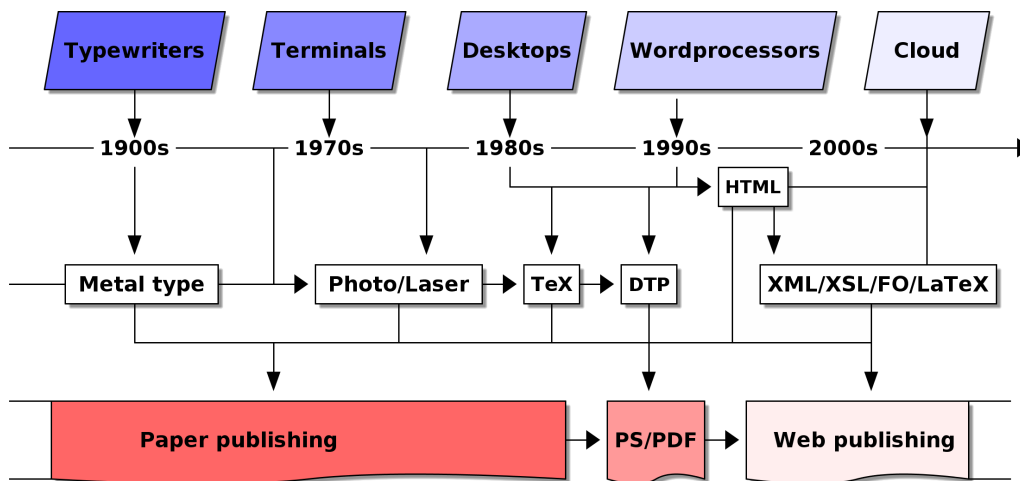 Typewriters
Terminals
Desktops
Wordprocessors
Cloud
1900s
1970s
1980s
1990s
2000s
HTML
Metal type
Photo/Laser
TeX
DTP
XML/XSL/FO/LaTeX
Paper publishing
PS/PDF
Web publishing